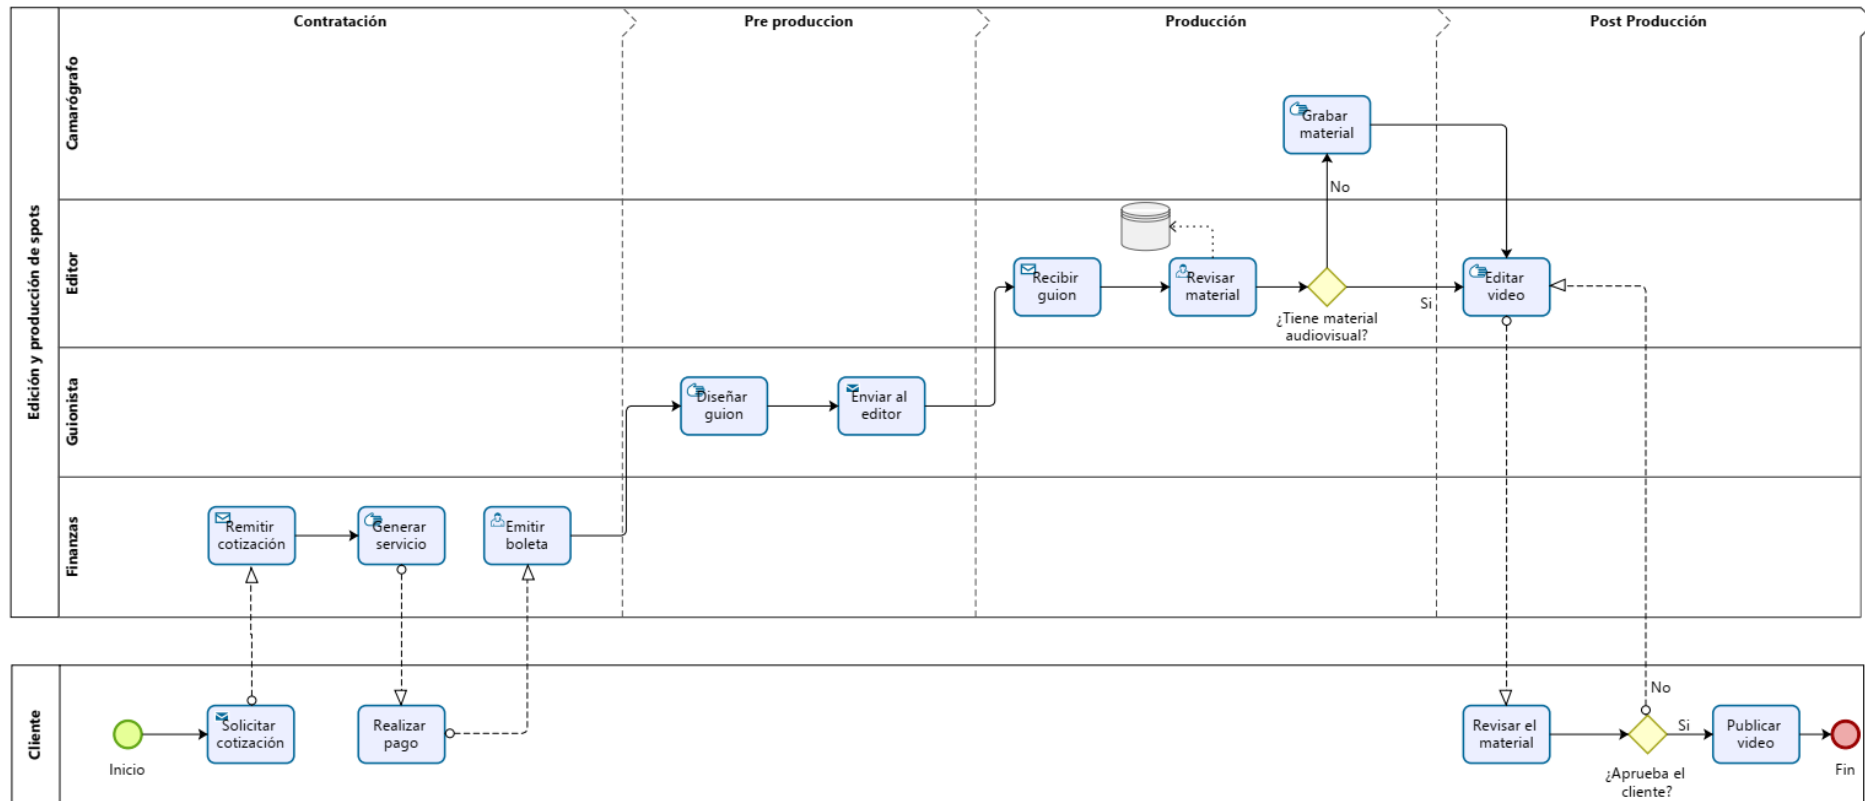 Contratación
Pre produccion
Producción
Post Producción
Edición y producción de spots
Camarógrafo
Grabar
material
No
Editor
Recibir
guion
Revisar
material
¿Tiene material
audiovisual?
Si
Editar
video
Guionista
Diseñar
guion
Enviar al
editor
Finanzas
Remitir
cotización
Generar
servicio
Emitir
boleta
Cliente
Inicio
Solicitar
cotización
Realizar
pago
Revisar el
material
¿Aprueba el
cliente?
No
Si
Publicar
video
Fin